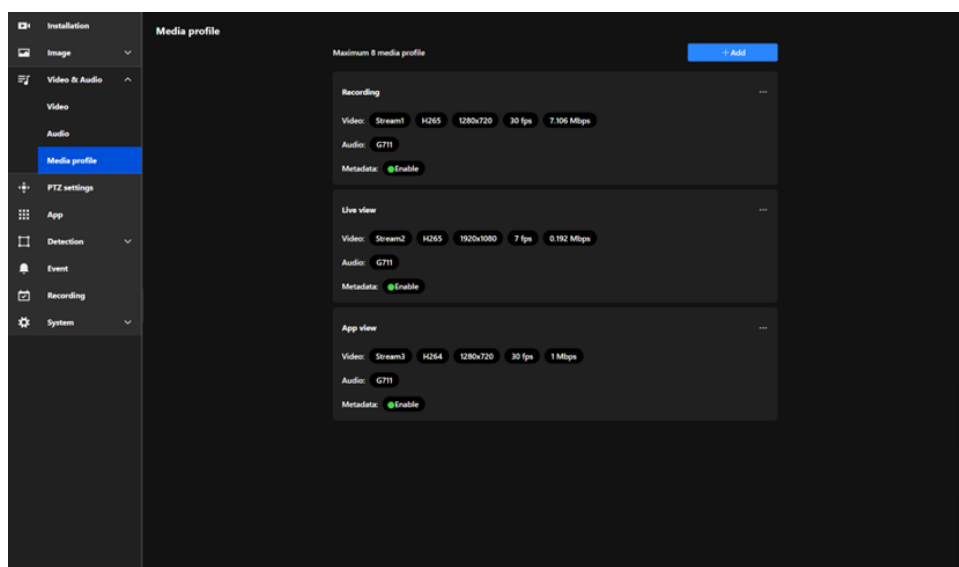 Installation
Image
Video & Audio
Video
Audio
Media profile
PTZ settings
App
Detection
Event
Recording
System
Media profile
Maximum 8 media profile
+ Add
Recording
Video: Stream1 H265 1280x720 30 fps 7.106 Mbps
Audio: G711
Metadata: Enable
Live view
Video: Stream2 H265 1920x1080 7 fps 0.192 Mbps
Audio: G711
Metadata: Enable
App view
Video: Stream3 H264 1280x720 30 fps 1 Mbps
Audio: G711
Metadata: Enable